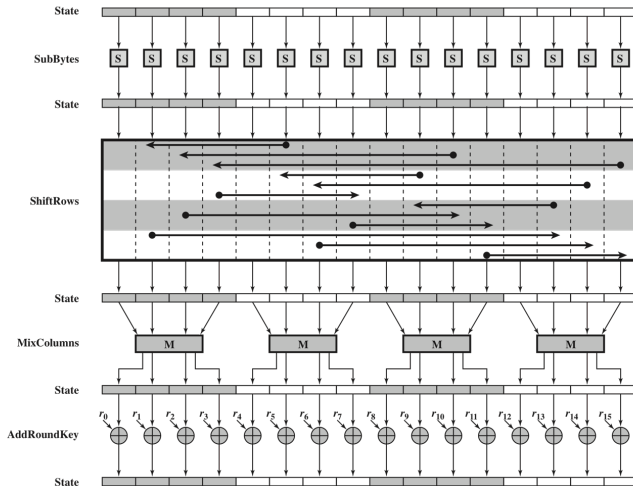 State
SubBytes
S S S S S S S S S S S S S S S S
State
ShiftRows
State
MixColumns
M M M M
State
r0 r1 r2 r3 r4 r5 r6 r7 r8 r9 r10 r11 r12 r13 r14 r15
AddRoundKey
State